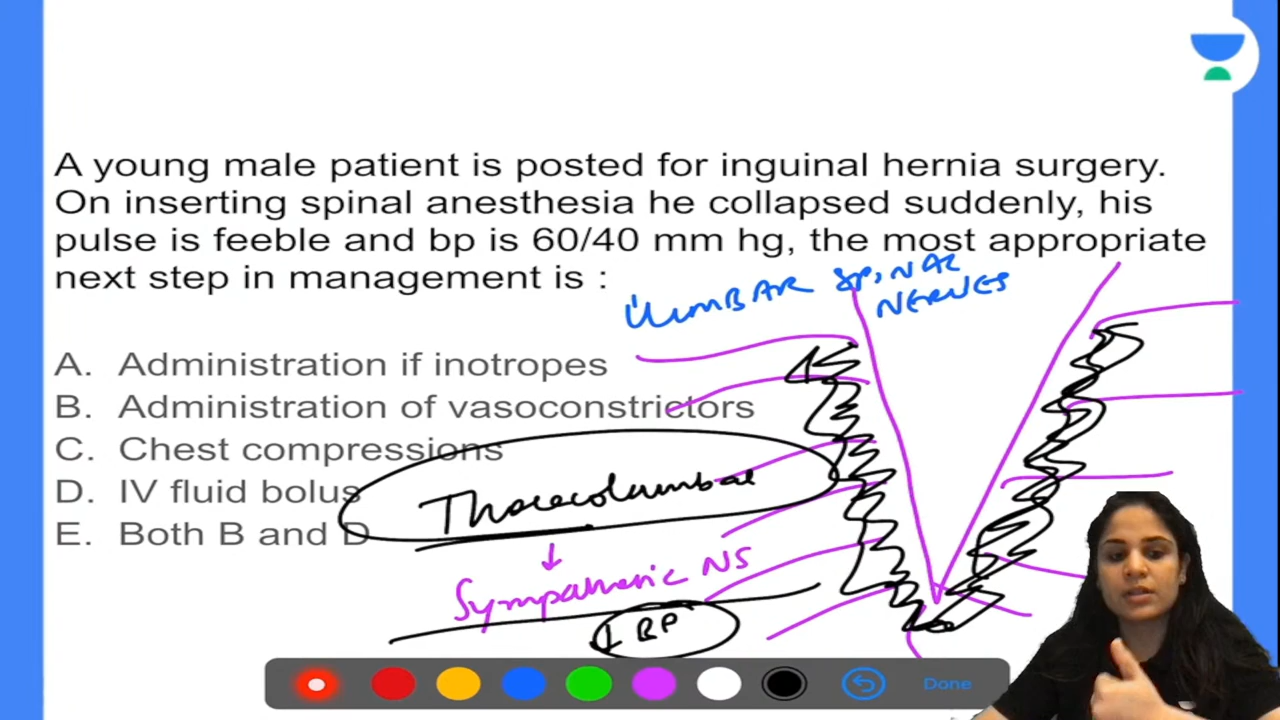 A young male patient is posted for inguinal hernia surgery.
On inserting spinal anesthesia he collapsed suddenly, his
pulse is feeble and bp is 60/40 mm hg, the most appropriate
next step in management is :
LUMBAR SPINAL
NERVES
A. Administration if inotropes
B. Administration of vasoconstrictors
C. Chest compressions
D. IV fluid bolus
E. Both B and D
Thoracolumbar
↓
Sympathetic NS
↓ BP
Done